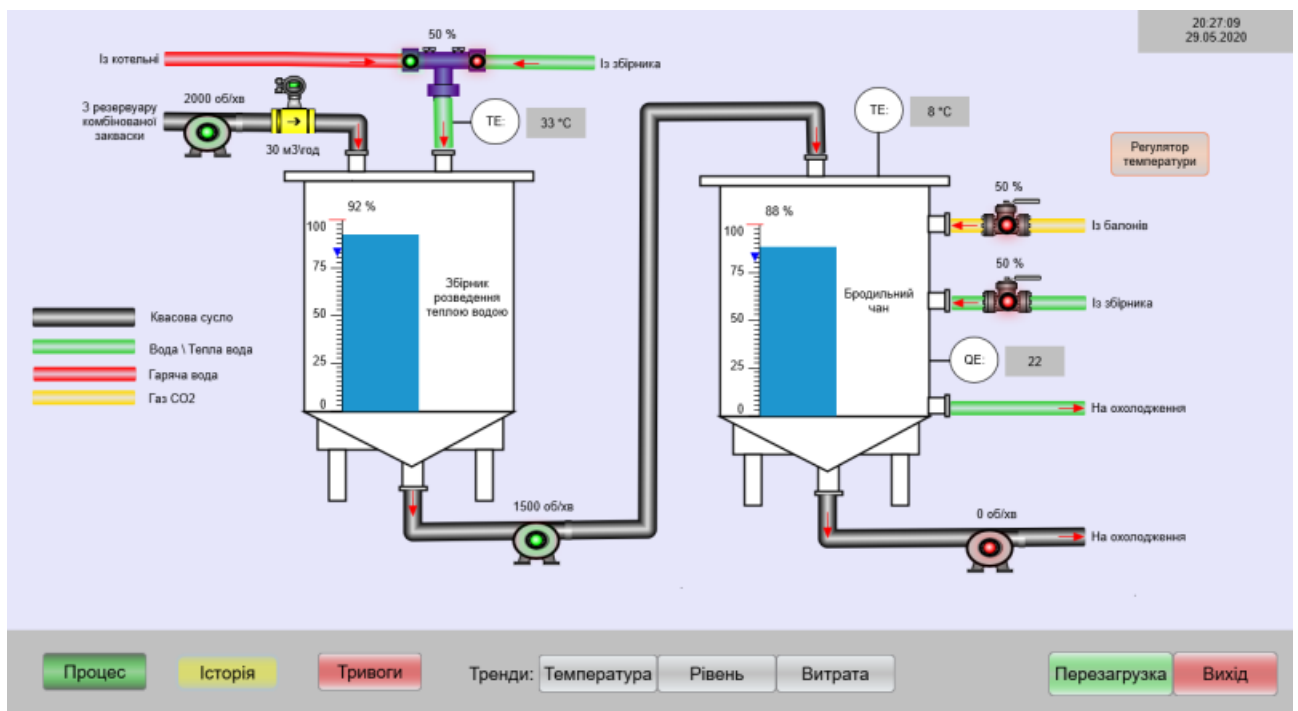 20:27:09
29.05.2020
50 %
Із котельні
Із збірника
З резервуару
комбінованої
закваски
2000 об/хв
30 м3\год
TE:
33 °C
TE:
8 °C
Регулятор
температури
92 %
100
75
50
25
0
Збірник
розведення
теплою водою
88 %
100
75
50
25
0
Бродильний
чан
50 %
Із балонів
50 %
Із збірника
QE:
22
На охолодження
Квасова сусло
Вода \ Тепла вода
Гаряча вода
Газ CO2
1500 об/хв
0 об/хв
На охолодження
Процес
Історія
Тривоги
Тренди:
Температура
Рівень
Витрата
Перезагрузка
Вихід